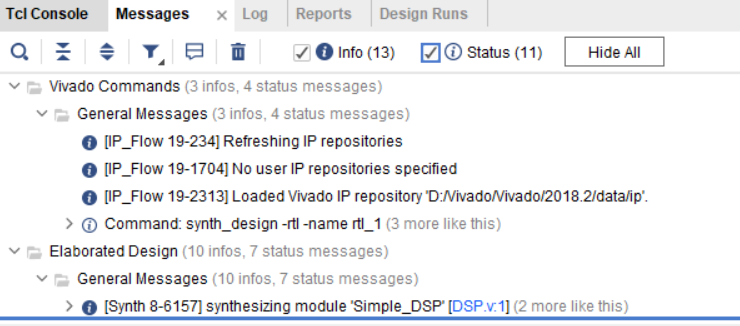 Tcl Console Messages × Log Reports Design Runs
Info (13) Status (11) Hide All
Vivado Commands (3 infos, 4 status messages)
General Messages (3 infos, 4 status messages)
[IP_Flow 19-234] Refreshing IP repositories
[IP_Flow 19-1704] No user IP repositories specified
[IP_Flow 19-2313] Loaded Vivado IP repository 'D:/Vivado/Vivado/2018.2/data/ip'.
Command: synth_design -rtl -name rtl_1 (3 more like this)
Elaborated Design (10 infos, 7 status messages)
General Messages (10 infos, 7 status messages)
[Synth 8-6157] synthesizing module 'Simple_DSP' [DSP.v:1] (2 more like this)